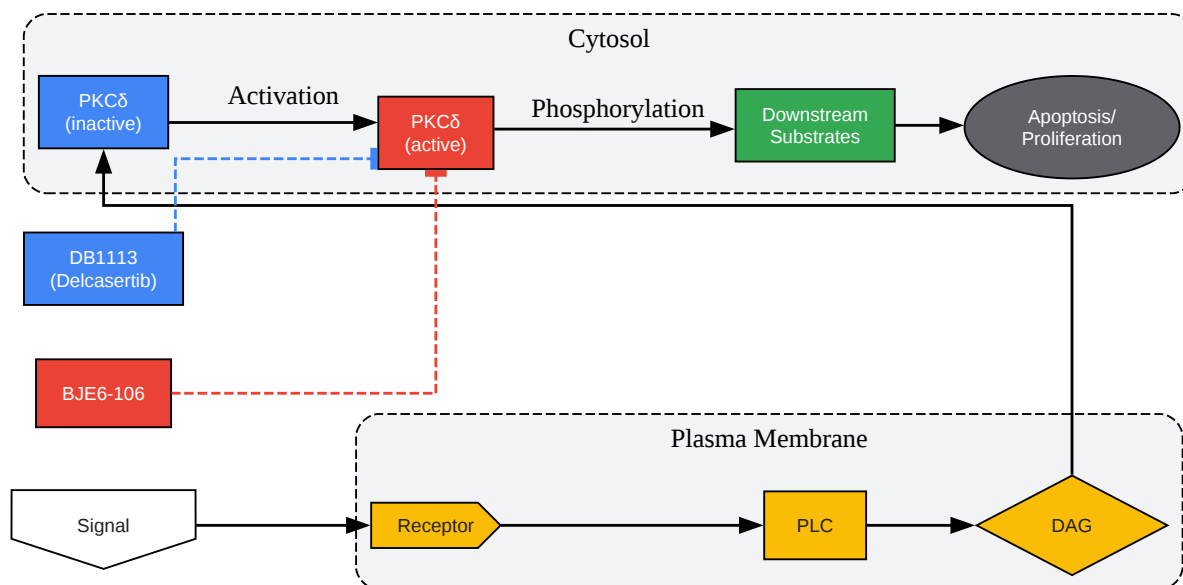 Cytosol
PKCδ
(inactive)
Activation
PKCδ
(active)
Phosphorylation
Downstream
Substrates
Apoptosis/
Proliferation
DB1113
(Delcasertib)
BJE6-106
Plasma Membrane
Signal
Receptor
PLC
DAG